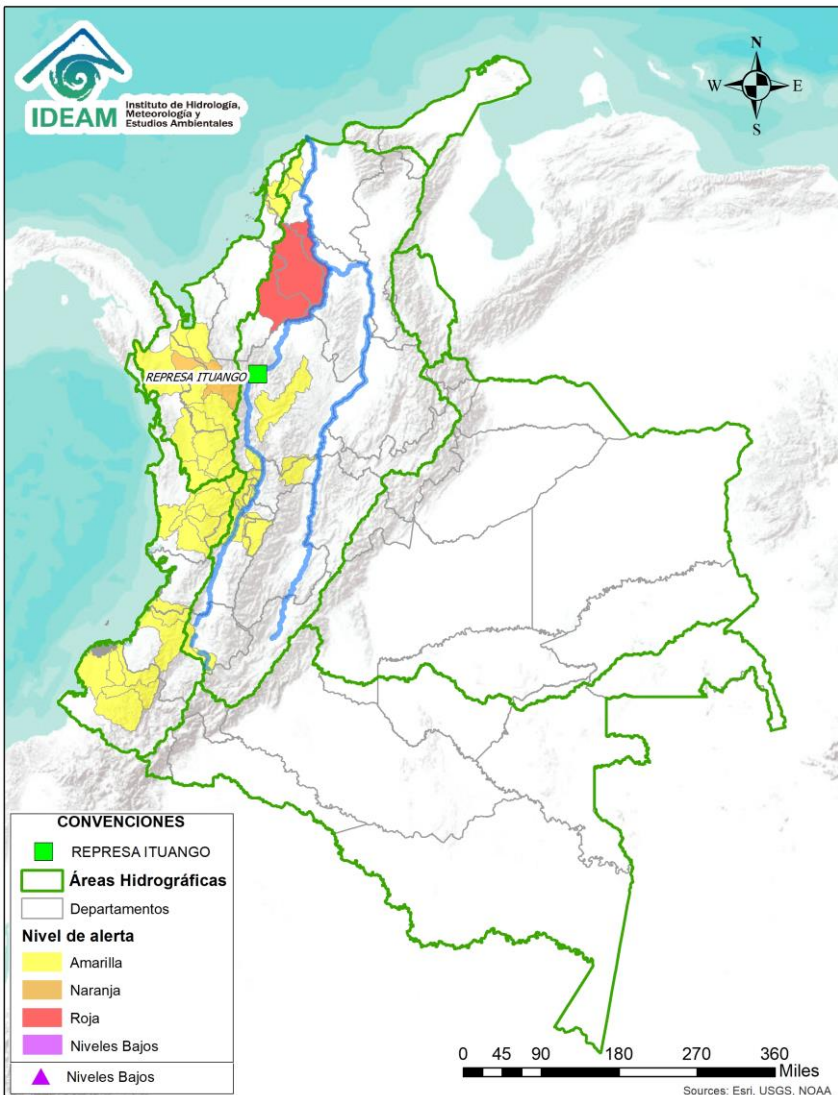 IDEAM
Instituto de Hidrología,
Meteorología y
Estudios Ambientales
N
W
E
S
REPRESA ITUANGO
CONVENCIONES
REPRESA ITUANGO
Áreas Hidrográficas
Departamentos
Nivel de alerta
Amarilla
Naranja
Roja
Niveles Bajos
Niveles Bajos
0 45 90 180 270 360
Miles
Sources: Esri, USGS, NOAA